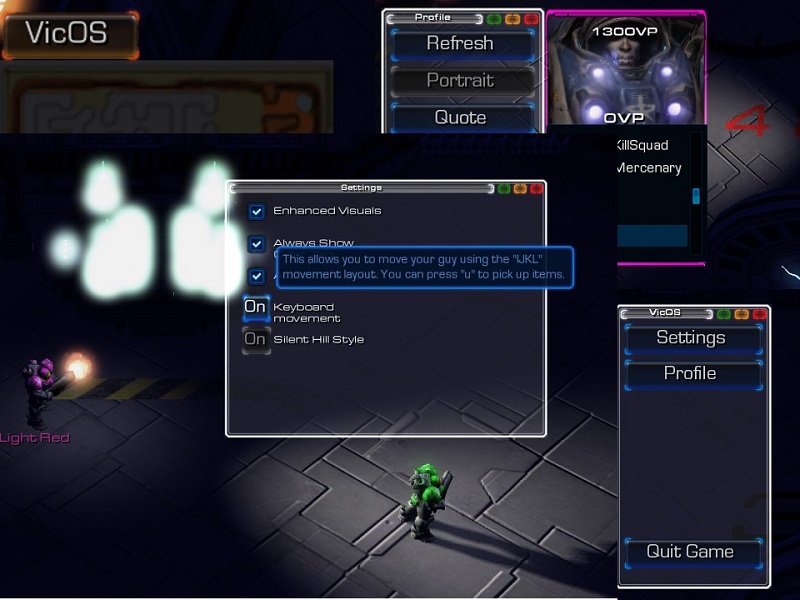 VicOS
Profile
Refresh
Portrait
Quote
1300VP
0VP
KillSquad
Mercenary
Settings
Enhanced Visuals
Always Show
This allows you to move your guy using the "IJKL"
movement layout. You can press "u" to pick up items.
On
Keyboard
movement
On
Silent Hill Style
Light Red
VicOS
Settings
Profile
Quit Game